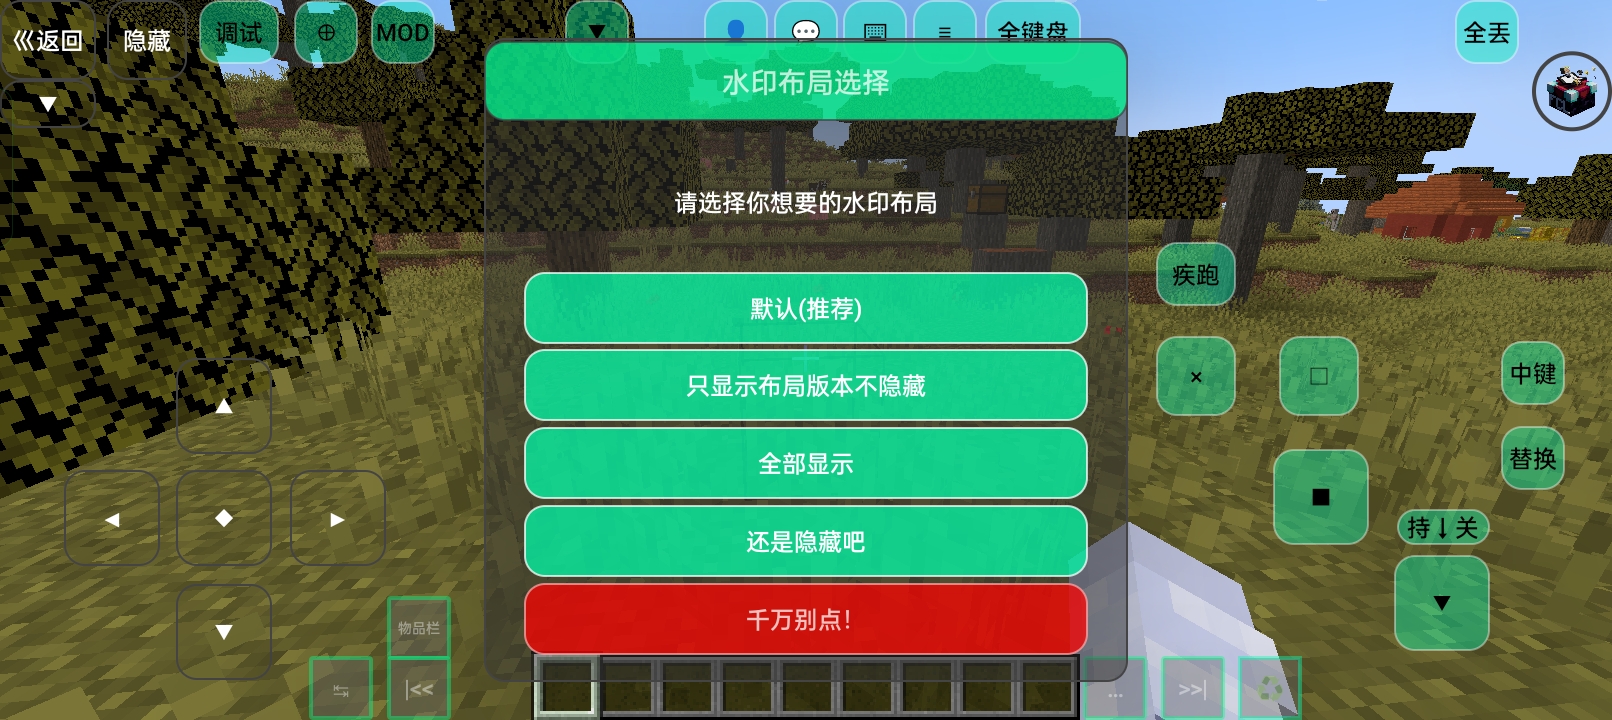 返回
隐藏
调试
MOD
全键盘
全丢
水印布局选择
请选择你想要的水印布局
默认(推荐)
只显示布局版本不隐藏
全部显示
还是隐藏吧
千万别点!
疾跑
中键
替换
持↓关
物品栏
|<<
...
>>|